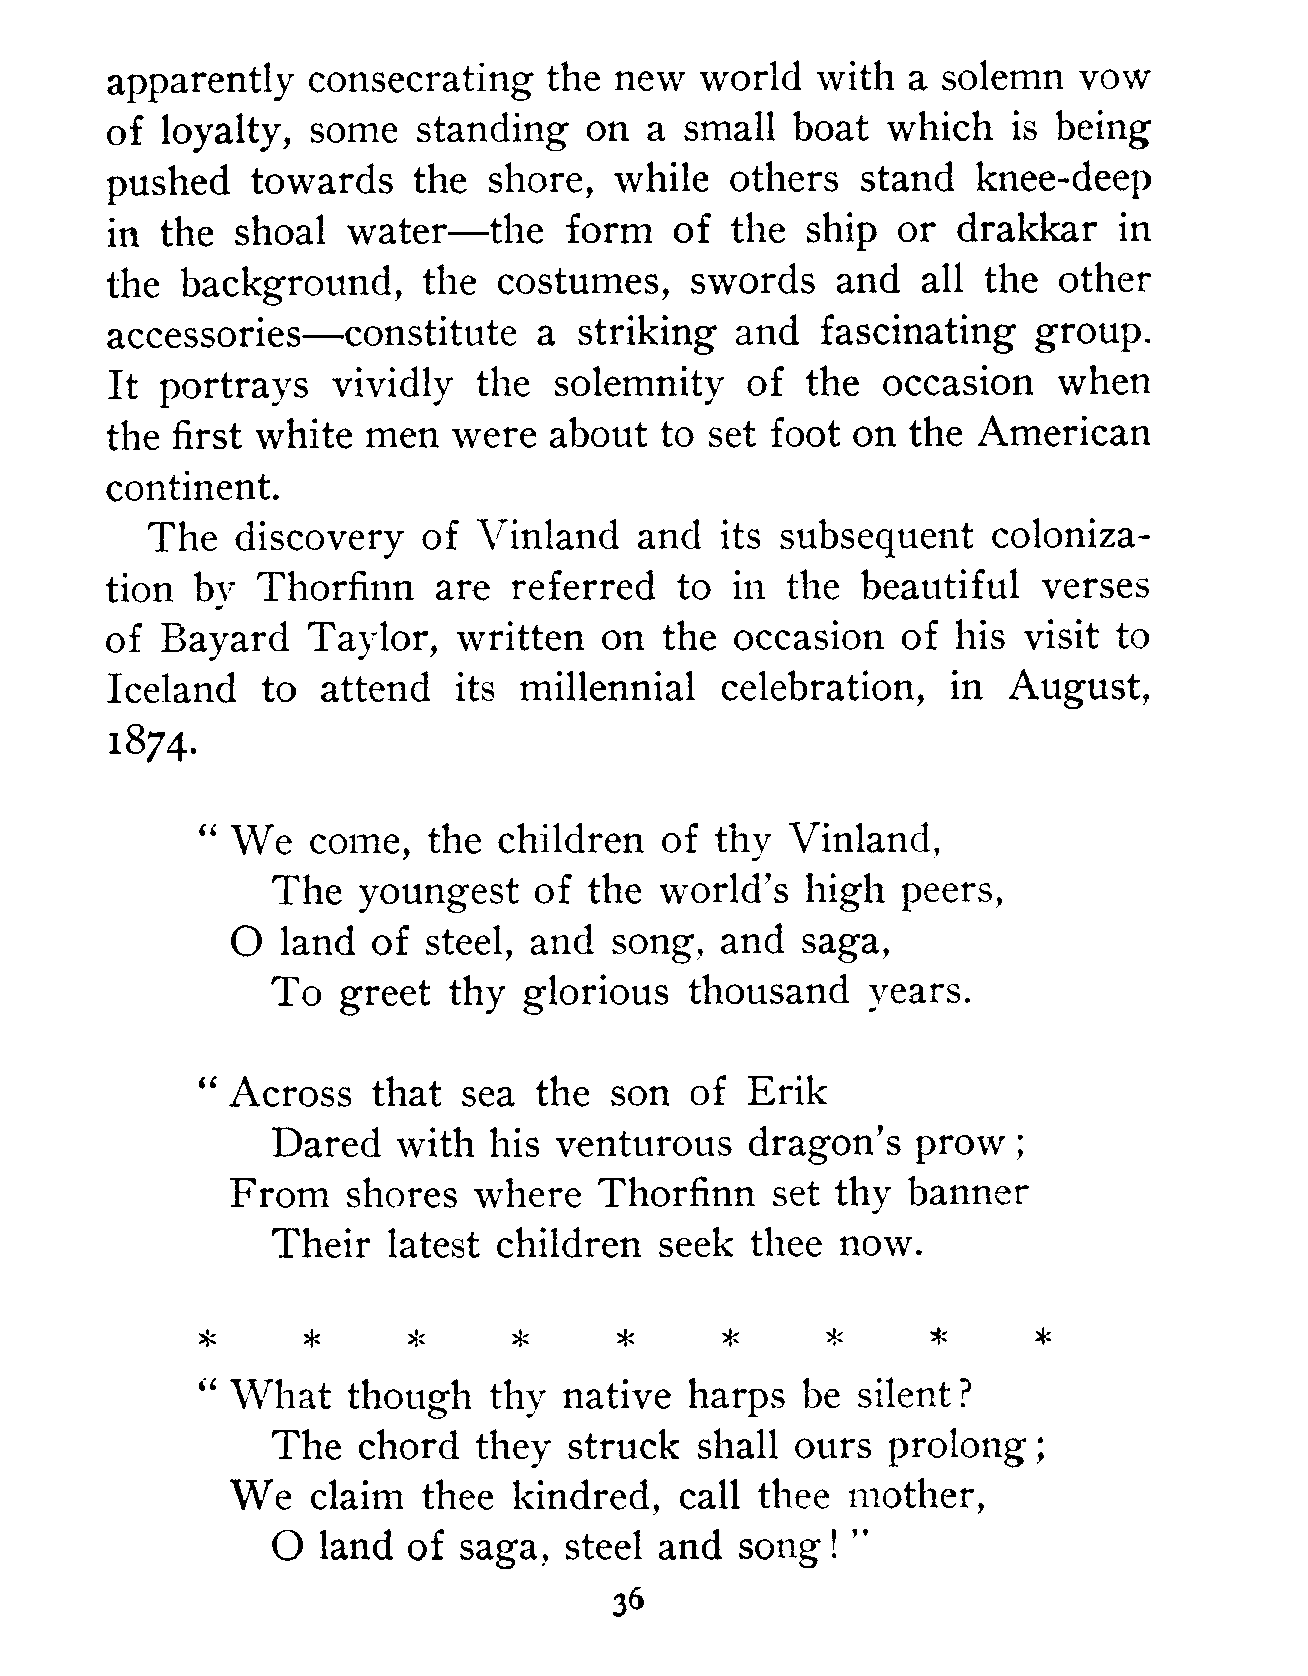 apparently consecrating the new world with a solemn vow
of loyalty, some standing on a small boat which is being
pushed towards the shore, while others stand knee-deep
in the shoal water—the form of the ship or drakkar in
the background, the costumes, swords and all the other
accessories—constitute a striking and fascinating group.
It portrays vividly the solemnity of the occasion when
the first white men were about to set foot on the American
continent.
The discovery of Vinland and its subsequent coloniza-
tion by Thorfinn are referred to in the beautiful verses
of Bayard Taylor, written on the occasion of his visit to
Iceland to attend its millennial celebration, in August,
1874.
“ We come, the children of thy Vinland,
The youngest of the world’s high peers,
O land of steel, and song, and saga,
To greet thy glorious thousand years.
“ Across that sea the son of Erik
Dared with his venturous dragon’s prow ;
From shores where Thorfinn set thy banner
Their latest children seek thee now.
* * * * * * * * *
“ What though thy native harps be silent ?
The chord they struck shall ours prolong ;
We claim thee kindred, call thee mother,
O land of saga, steel and song ! ”
36